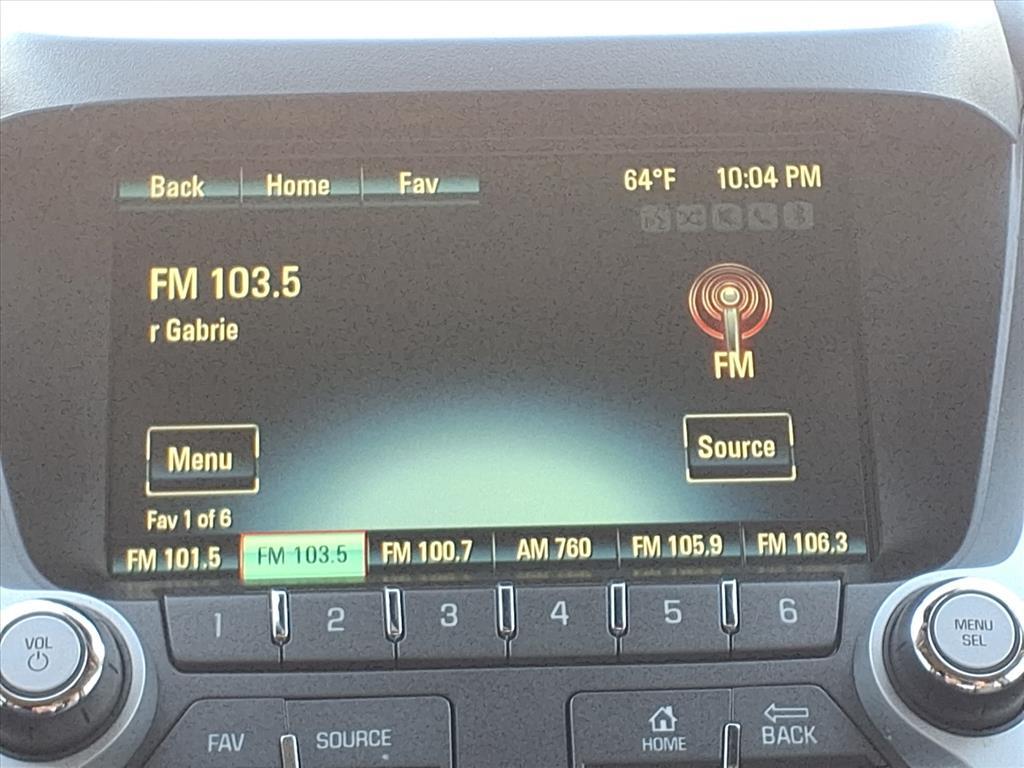 Back Home Fav 64°F 10:04 PM
FM 103.5
r Gabrie
FM
Menu Source
Fav 1 of 6
FM 101.5 FM 103.5 FM 100.7 AM 760 FM 105.9 FM 106.3
1 2 3 4 5 6
VOL
MENU
SEL
FAV SOURCE HOME BACK